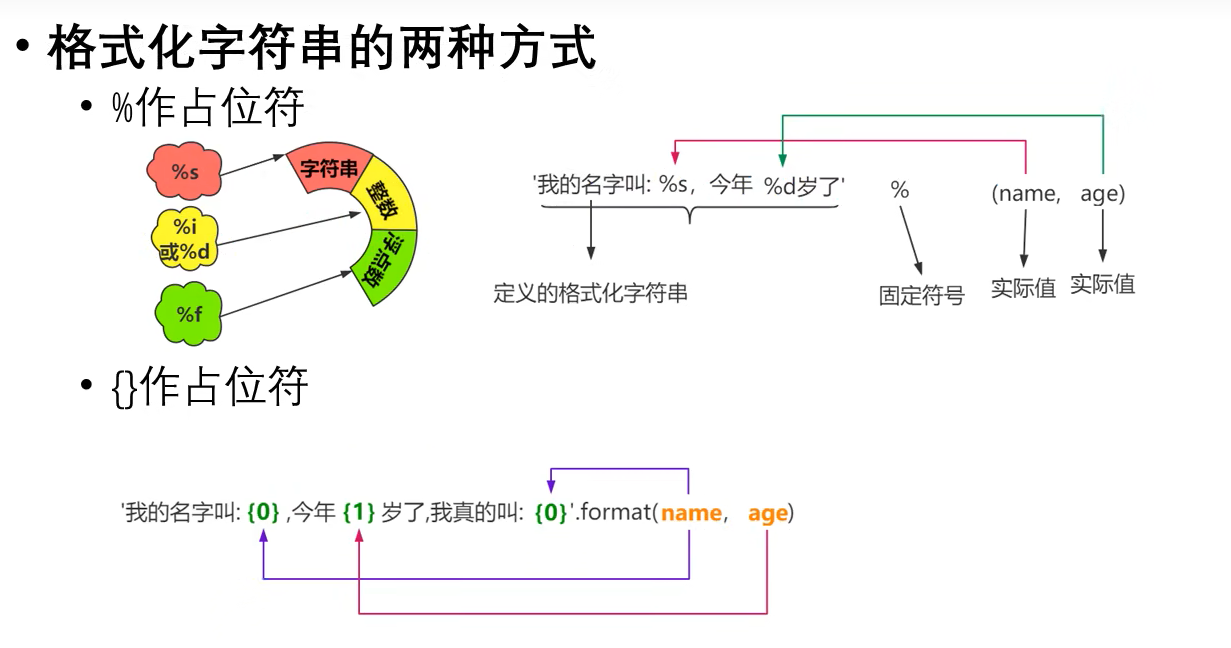 • 格式化字符串的两种方式
• %作占位符
%s
字符串
%i
或%d
整数
%f
浮点数
'我的名字叫: %s，今年 %d岁了' % (name, age)
定义的格式化字符串
固定符号
实际值
实际值
• {}作占位符
'我的名字叫: {0} ,今年 {1} 岁了,我真的叫: {0}'.format(name, age)